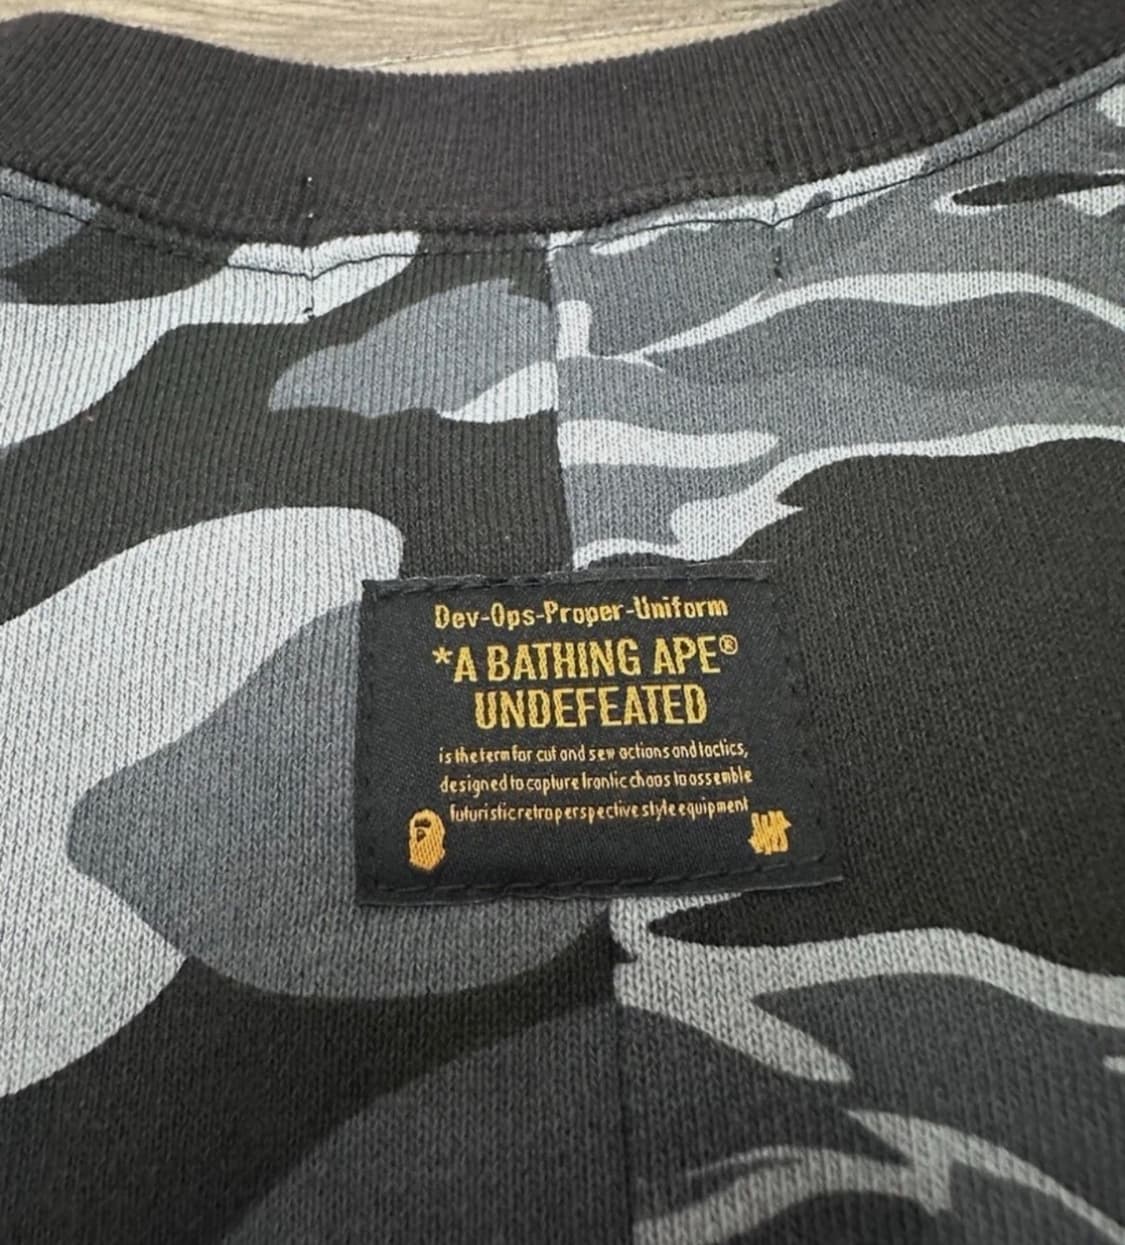 Dev-Ops-Proper-Uniform
*A BATHING APE®
UNDEFEATED
is the term for cut and sew actions and tactics,
designed to capture frantic chaos to assemble
futuristic retro perspective style equipment